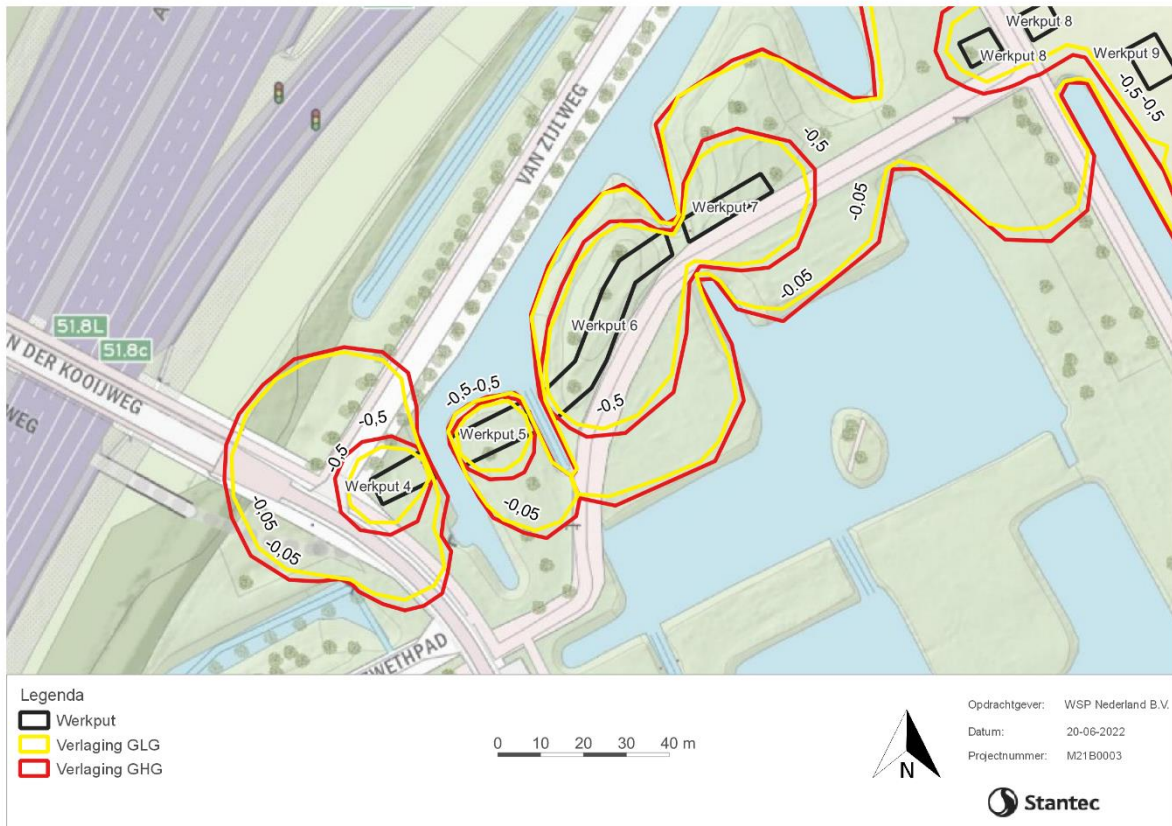 Werkput 8
Werkput 8
Werkput 9
-0,5
-0,5
VAN ZIJLWEG
-0,5
Werkput 7
-0,05
-0.05
51.8L
51.8c
N DER KOOIJWEG
WEG
Werkput 6
-0,5
-0,5
-0,5
-0,5
-0,5
Werkput 5
Werkput 4
-0,05
-0,05
-0,05
ZWETHPAD
Legenda
Werkput
Verlaging GLG
Verlaging GHG
0 10 20 30 40 m
N
Opdrachtgever: WSP Nederland B.V.
Datum: 20-06-2022
Projectnummer: M21B0003
Stantec